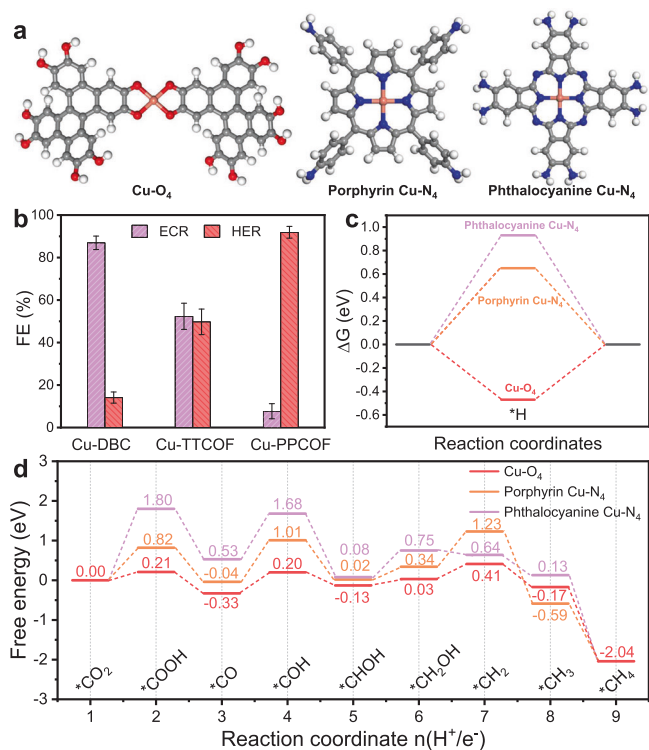 a
Cu-O₄
Porphyrin Cu-N₄
Phthalocyanine Cu-N₄
b
100
80
60
40
20
0
FE (%)
ECR
HER
Cu-DBC
Cu-TTCOF
Cu-PPCOF
c
1.0
0.8
0.6
0.4
0.2
0.0
-0.2
-0.4
-0.6
ΔG (eV)
Phthalocyanine Cu-N₄
Porphyrin Cu-N₄
Cu-O₄
*H
Reaction coordinates
d
3
2
1
0
-1
-2
-3
Free energy (eV)
Cu-O₄
Porphyrin Cu-N₄
Phthalocyanine Cu-N₄
1.80
0.53
1.68
0.08
0.75
0.64
0.13
0.82
-0.04
1.01
0.02
0.34
1.23
-0.59
0.00
0.21
-0.33
0.20
-0.13
0.03
0.41
-0.17
-2.04
*CO₂
*COOH
*CO
*COH
*CHOH
*CH₂OH
*CH₂
*CH₃
*CH₄
1 2 3 4 5 6 7 8 9
Reaction coordinate n(H⁺/e⁻)